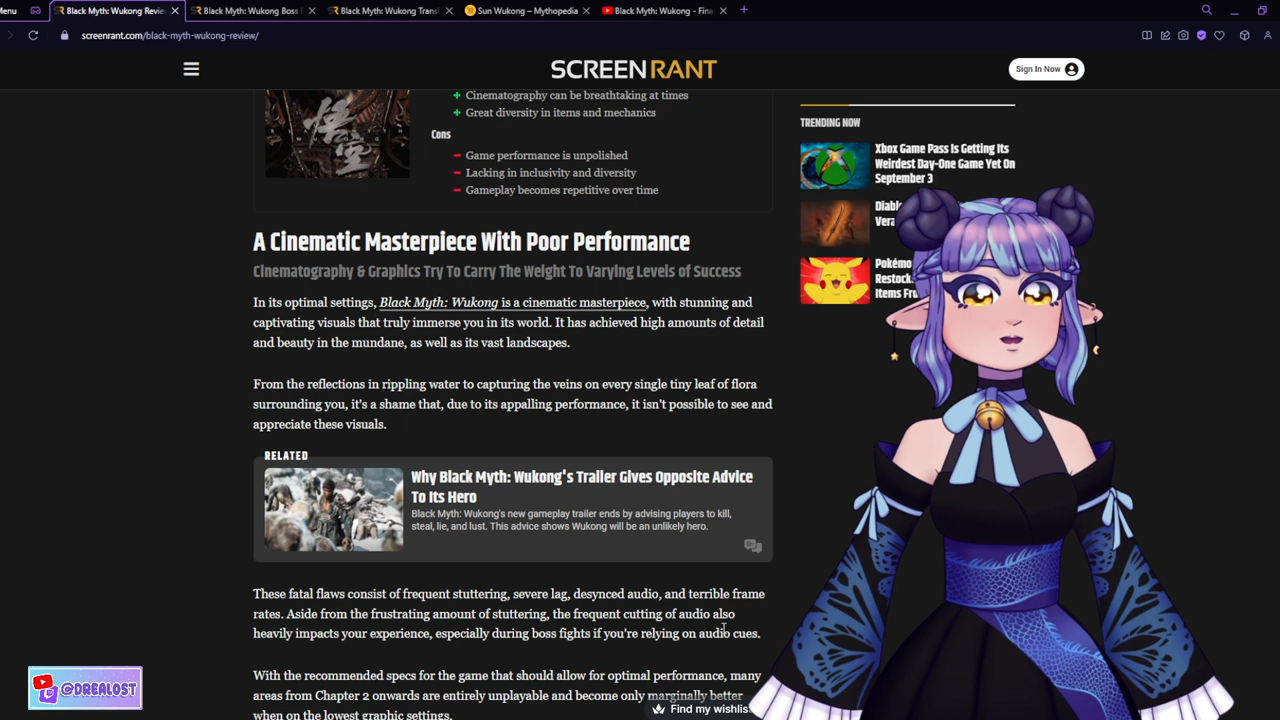 Menu
Black Myth: Wukong Revie
Black Myth: Wukong Boss
Black Myth: Wukong Trans
Sun Wukong – Mythopedia
Black Myth: Wukong - Fina
screenrant.com/black-myth-wukong-review/
SCREENRANT
Sign In Now
Cinematography can be breathtaking at times
Great diversity in items and mechanics
Cons
Game performance is unpolished
Lacking in inclusivity and diversity
Gameplay becomes repetitive over time
A Cinematic Masterpiece With Poor Performance
Cinematography & Graphics Try To Carry The Weight To Varying Levels of Success
In its optimal settings, Black Myth: Wukong is a cinematic masterpiece, with stunning and
captivating visuals that truly immerse you in its world. It has achieved high amounts of detail
and beauty in the mundane, as well as its vast landscapes.
From the reflections in rippling water to capturing the veins on every single tiny leaf of flora
surrounding you, it's a shame that, due to its appalling performance, it isn't possible to see and
appreciate these visuals.
RELATED
Why Black Myth: Wukong's Trailer Gives Opposite Advice
To Its Hero
Black Myth: Wukong's new gameplay trailer ends by advising players to kill,
steal, lie, and lust. This advice shows Wukong will be an unlikely hero.
These fatal flaws consist of frequent stuttering, severe lag, desynced audio, and terrible frame
rates. Aside from the frustrating amount of stuttering, the frequent cutting of audio also
heavily impacts your experience, especially during boss fights if you're relying on audio cues.
With the recommended specs for the game that should allow for optimal performance, many
areas from Chapter 2 onwards are entirely unplayable and become only marginally better
when on the lowest graphic settings.
Find my wishlis
TRENDING NOW
Xbox Game Pass Is Getting Its
Weirdest Day-One Game Yet On
September 3
Diabl
Vera
Pokémo
Restock
Items Fro
@DREALOST